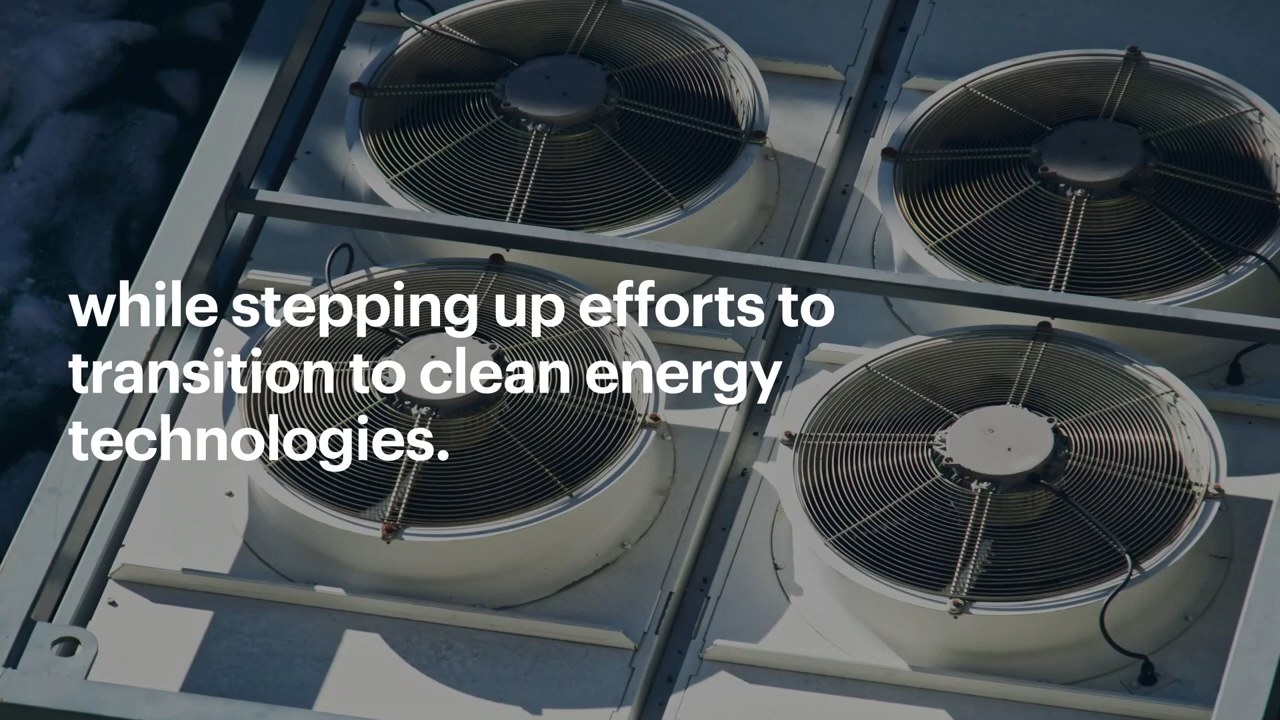 while stepping up efforts to
transition to clean energy
technologies.